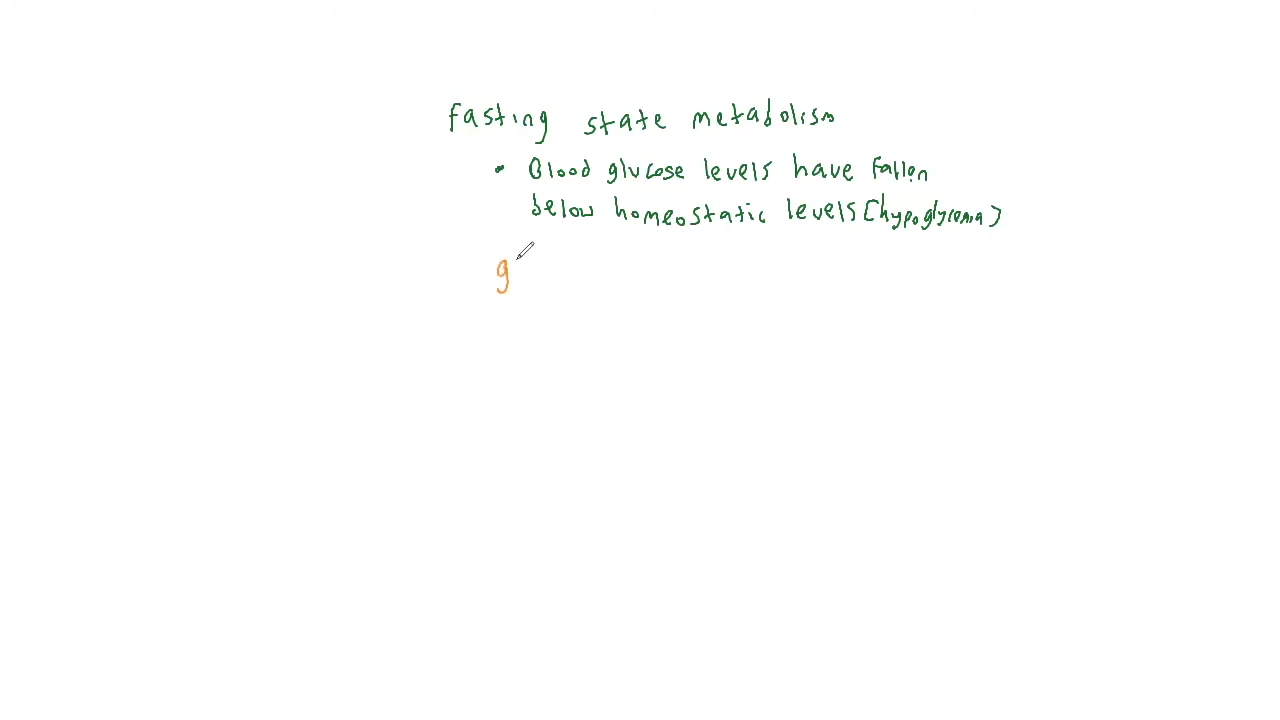 fasting state metabolism
• Blood glucose levels have fallen
below homeostatic levels (hypoglycemia)
g